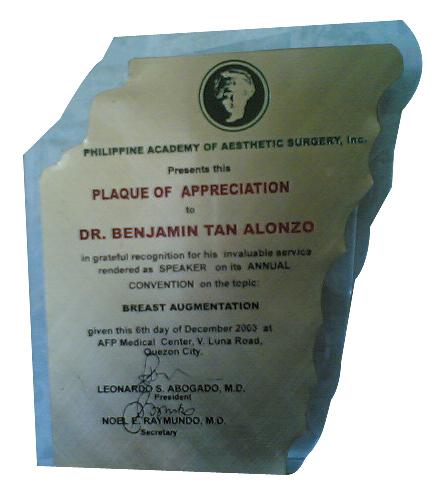 PHILIPPINE ACADEMY OF AESTHETIC SURGERY, Inc.
Presents this
PLAQUE OF APPRECIATION
to
DR. BENJAMIN TAN ALONZO
in grateful recognition for his invaluable service
rendered as SPEAKER on its ANNUAL
CONVENTION on the topic:
BREAST AUGMENTATION
given this 6th day of December 2003 at
AFP Medical Center, V. Luna Road,
Quezon City.
LEONARDO S. ABOGADO, M.D.
President
NOEL E. RAYMUNDO, M.D.
Secretary